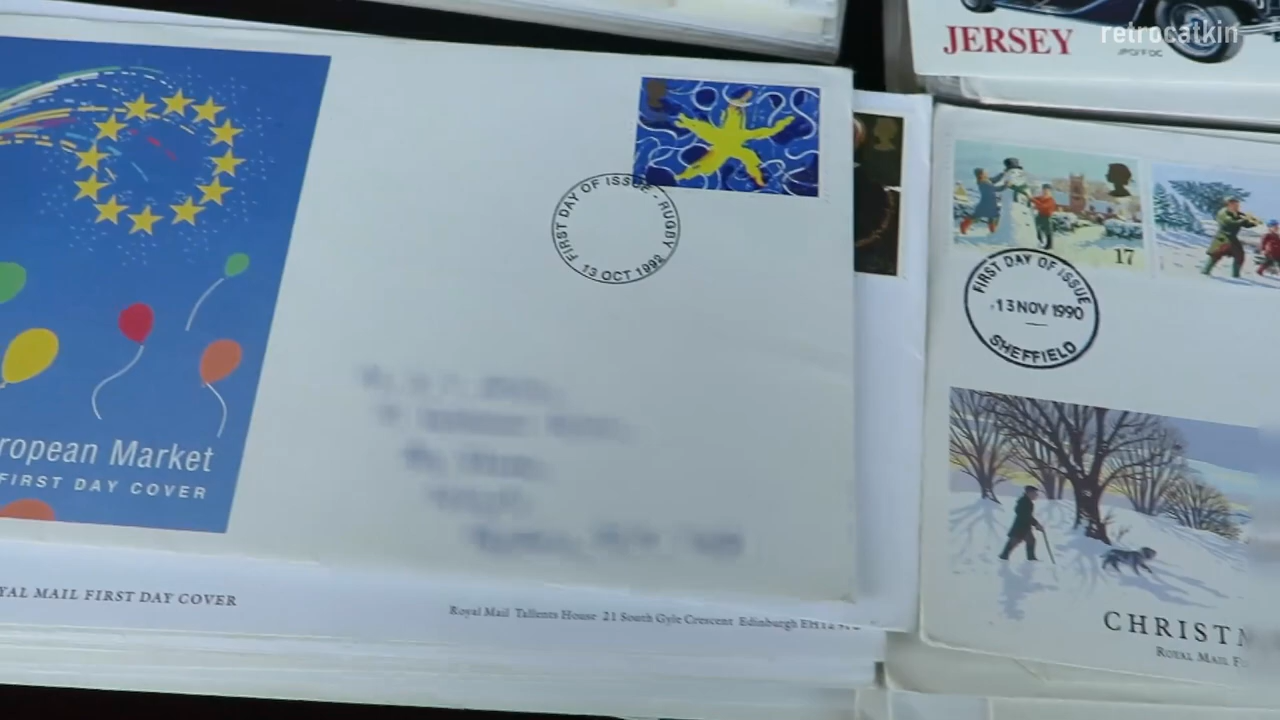 retrocatkin
JERSEY
FIRST DAY OF ISSUE - RUGBY
13 OCT 1992
17
FIRST DAY OF ISSUE
13 NOV 1990
SHEFFIELD
ropean Market
FIRST DAY COVER
YAL MAIL FIRST DAY COVER
Royal Mail Tallents House 21 South Gyle Crescent Edinburgh
CHRISTM
ROYAL MAIL F